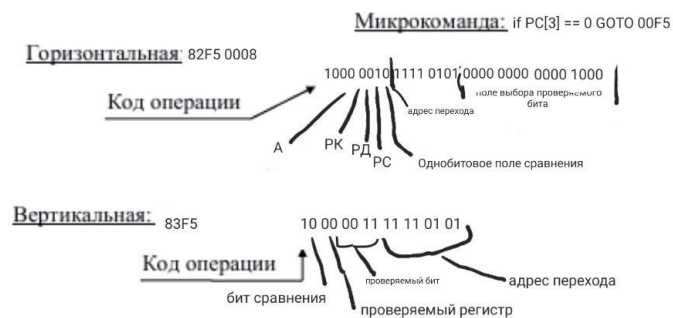 Микрокоманда: if PC[3] == 0 GOTO 00F5
Горизонтальная: 82F5 0008
1000 0010 1111 0101 0000 0000 0000 1000
Код операции
адрес перехода
поле выбора проверяемого
бита
А
РК
РД
РС
Однобитовое поле сравнения
Вертикальная: 83F5
10 00 00 11 11 11 01 01
Код операции
проверяемый бит
адрес перехода
бит сравнения
проверяемый регистр